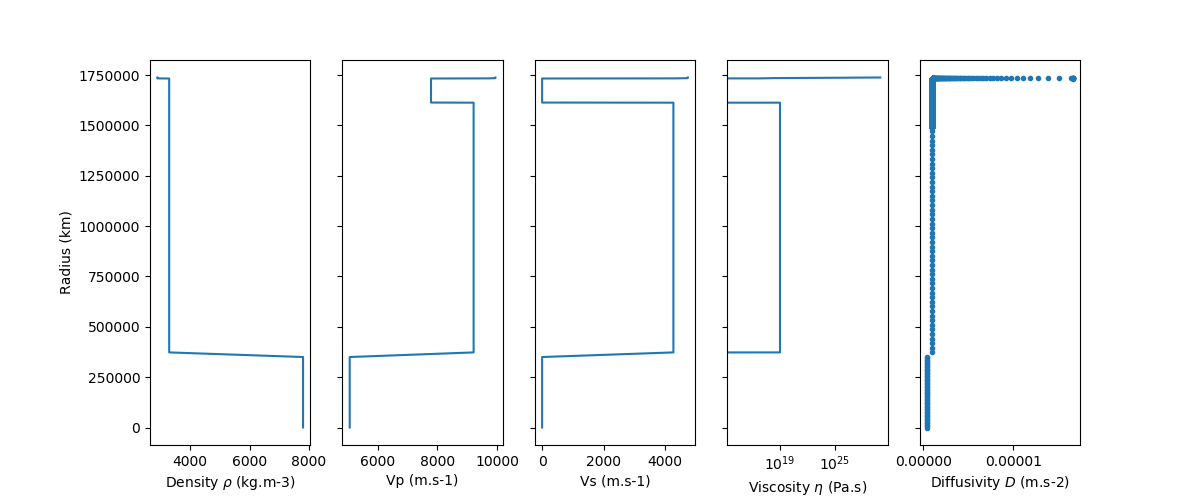 1750000
1500000
1250000
1000000
750000
500000
250000
0
Radius (km)
4000 6000 8000
Density ρ (kg.m-3)
6000 8000 10000
Vp (m.s-1)
0 2000 4000
Vs (m.s-1)
10¹⁹ 10²⁵
Viscosity η (Pa.s)
0.00000 0.00001
Diffusivity D (m.s-2)